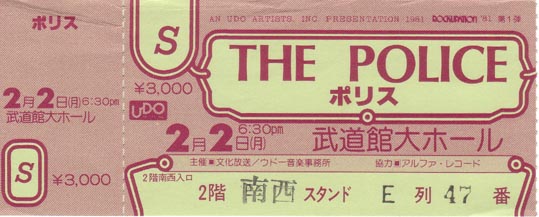 ポリス
2月2日(月)6:30pm
武道館大ホール
S ¥3,000
AN UDO ARTISTS, INC PRESENTATION 1981 ROCKUPATION '81 第1弾
S
¥3,000
UDO
THE POLICE
ポリス
2月2日(月) 6:30pm 武道館大ホール
主催■文化放送/ウドー音楽事務所 協力■アルファ・レコード
2階南西入口
2階 南西 スタンド E 列 47 番